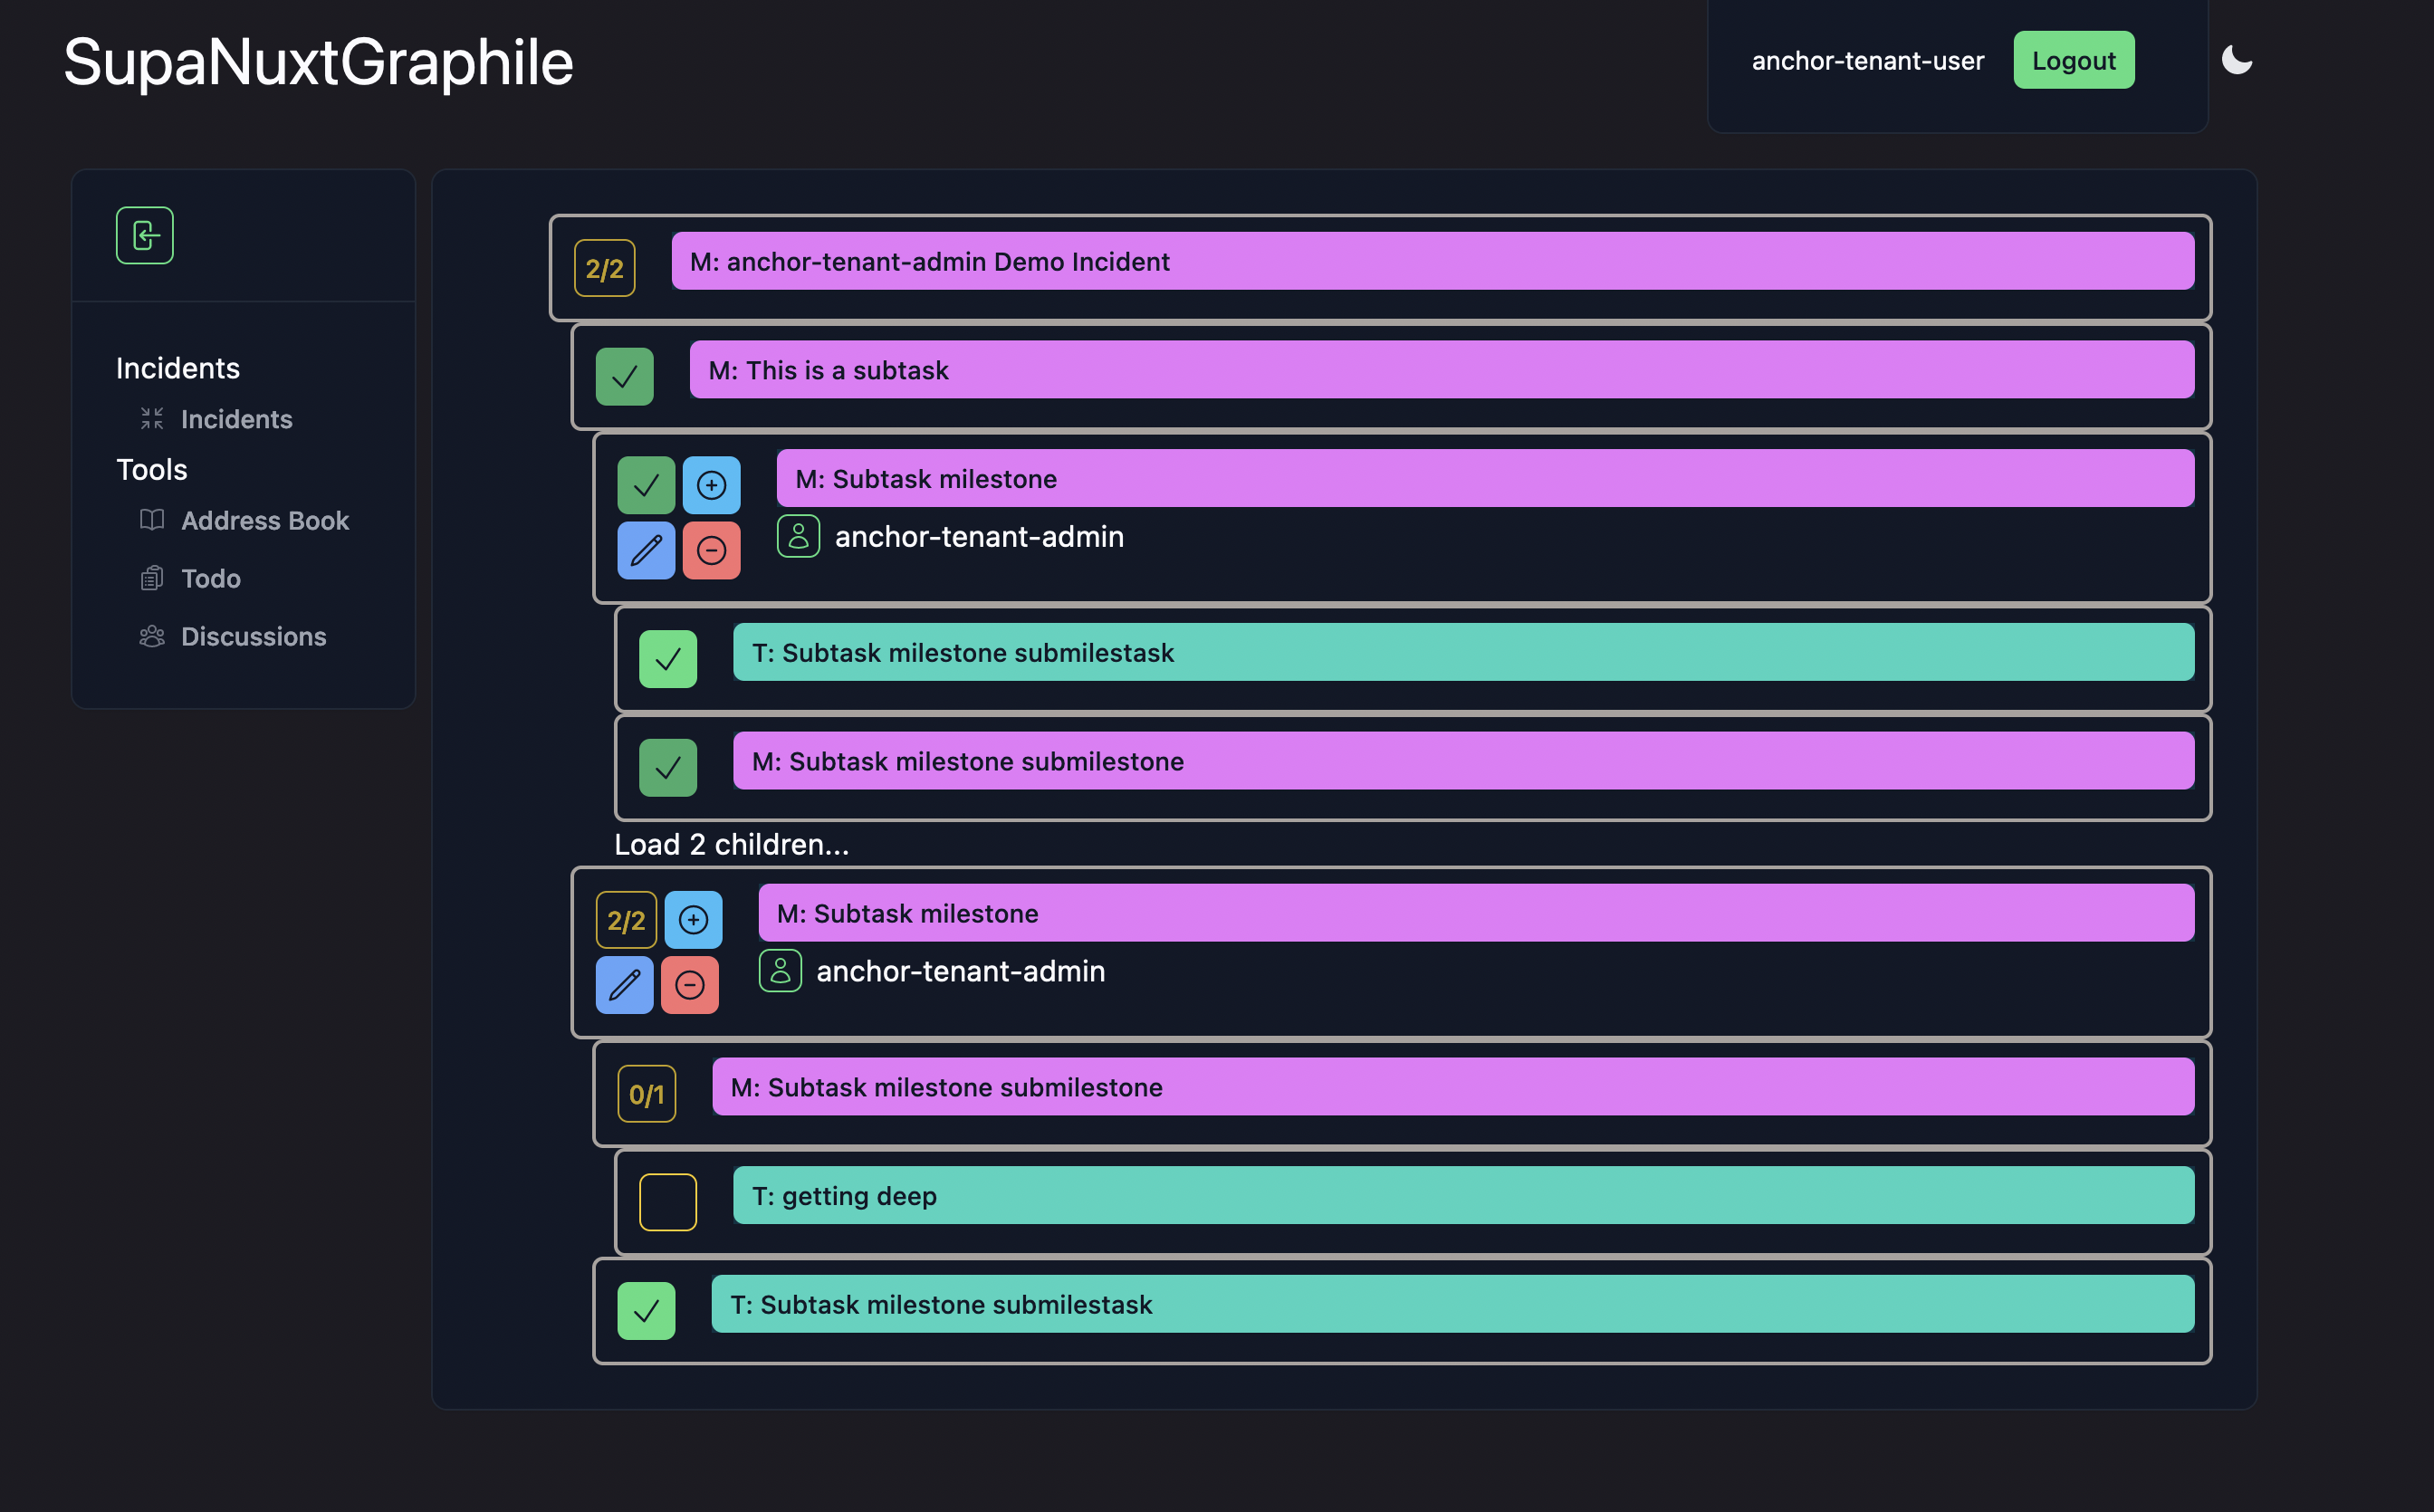 SupaNuxtGraphile
anchor-tenant-user
Logout
Incidents
Incidents
Tools
Address Book
Todo
Discussions
2/2
M: anchor-tenant-admin Demo Incident
M: This is a subtask
M: Subtask milestone
anchor-tenant-admin
T: Subtask milestone submilestask
M: Subtask milestone submilestone
Load 2 children...
2/2
M: Subtask milestone
anchor-tenant-admin
0/1
M: Subtask milestone submilestone
T: getting deep
T: Subtask milestone submilestask